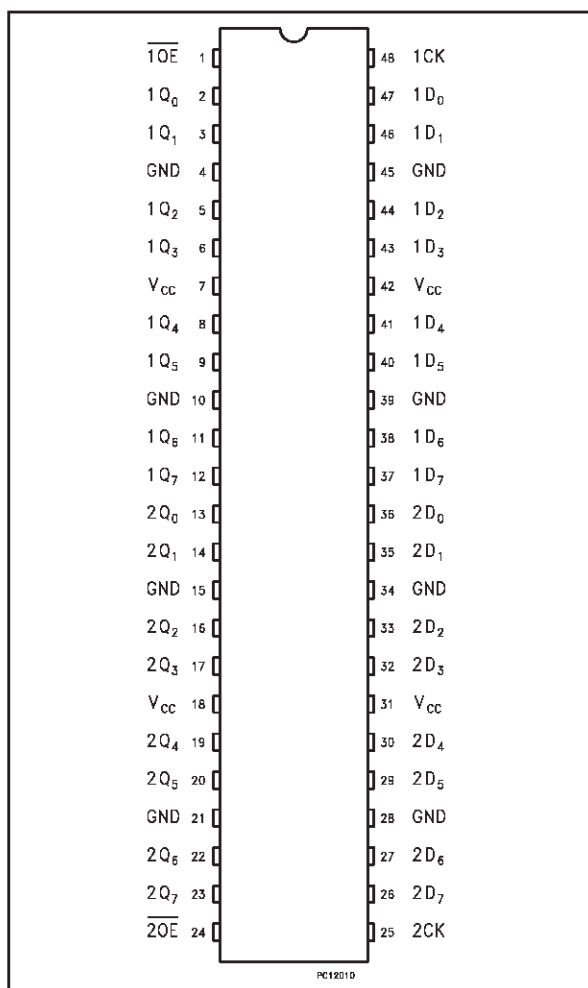 1OE 1 48 1CK
1Q0 2 47 1D0
1Q1 3 46 1D1
GND 4 45 GND
1Q2 5 44 1D2
1Q3 6 43 1D3
VCC 7 42 VCC
1Q4 8 41 1D4
1Q5 9 40 1D5
GND 10 39 GND
1Q6 11 38 1D6
1Q7 12 37 1D7
2Q0 13 36 2D0
2Q1 14 35 2D1
GND 15 34 GND
2Q2 16 33 2D2
2Q3 17 32 2D3
VCC 18 31 VCC
2Q4 19 30 2D4
2Q5 20 29 2D5
GND 21 28 GND
2Q6 22 27 2D6
2Q7 23 26 2D7
2OE 24 25 2CK
PC12010